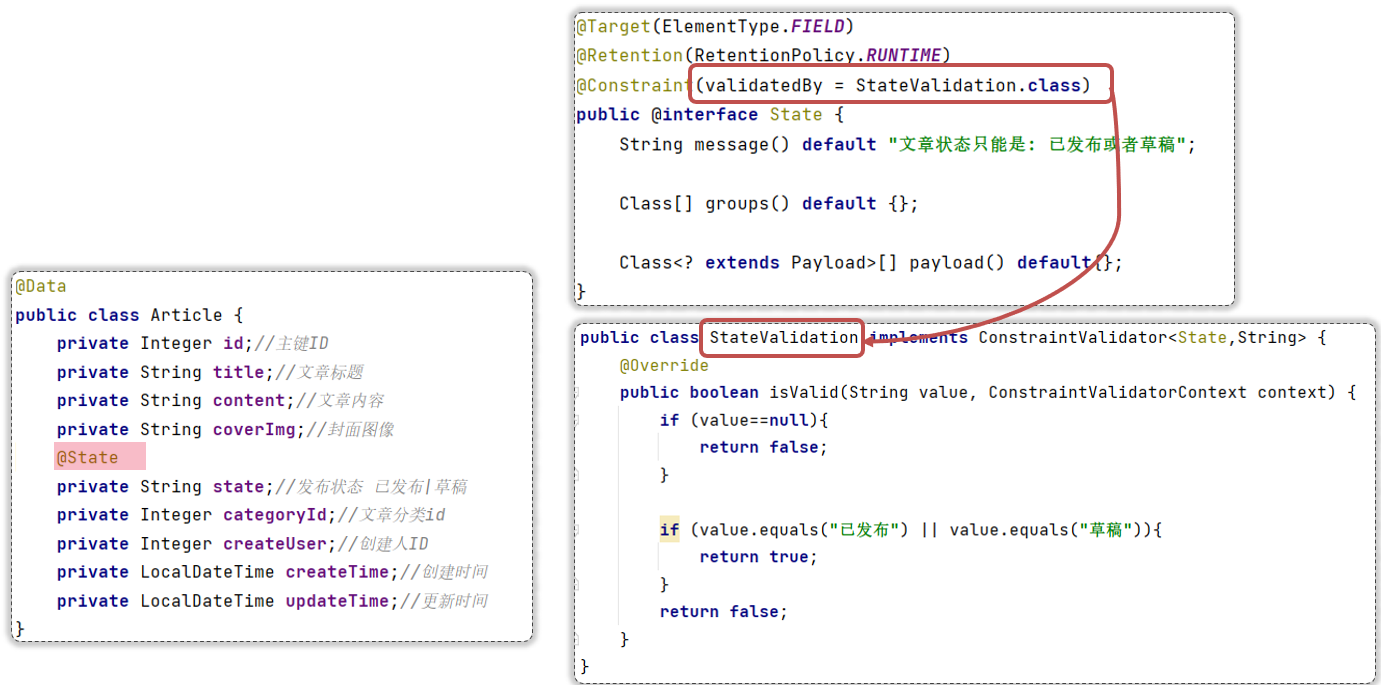 @Target(ElementType.FIELD)
@Retention(RetentionPolicy.RUNTIME)
@Constraint(validatedBy = StateValidation.class)
public @interface State {
    String message() default "文章状态只能是: 已发布或者草稿";
    Class[] groups() default {};
    Class<? extends Payload>[] payload() default{};
}
@Data
public class Article {
    private Integer id;//主键ID
    private String title;//文章标题
    private String content;//文章内容
    private String coverImg;//封面图像
    @State
    private String state;//发布状态 已发布|草稿
    private Integer categoryId;//文章分类id
    private Integer createUser;//创建人ID
    private LocalDateTime createTime;//创建时间
    private LocalDateTime updateTime;//更新时间
}
public class StateValidation implements ConstraintValidator<State,String> {
    @Override
    public boolean isValid(String value, ConstraintValidatorContext context) {
        if (value==null){
            return false;
        }
        if (value.equals("已发布") || value.equals("草稿")){
            return true;
        }
        return false;
    }
}